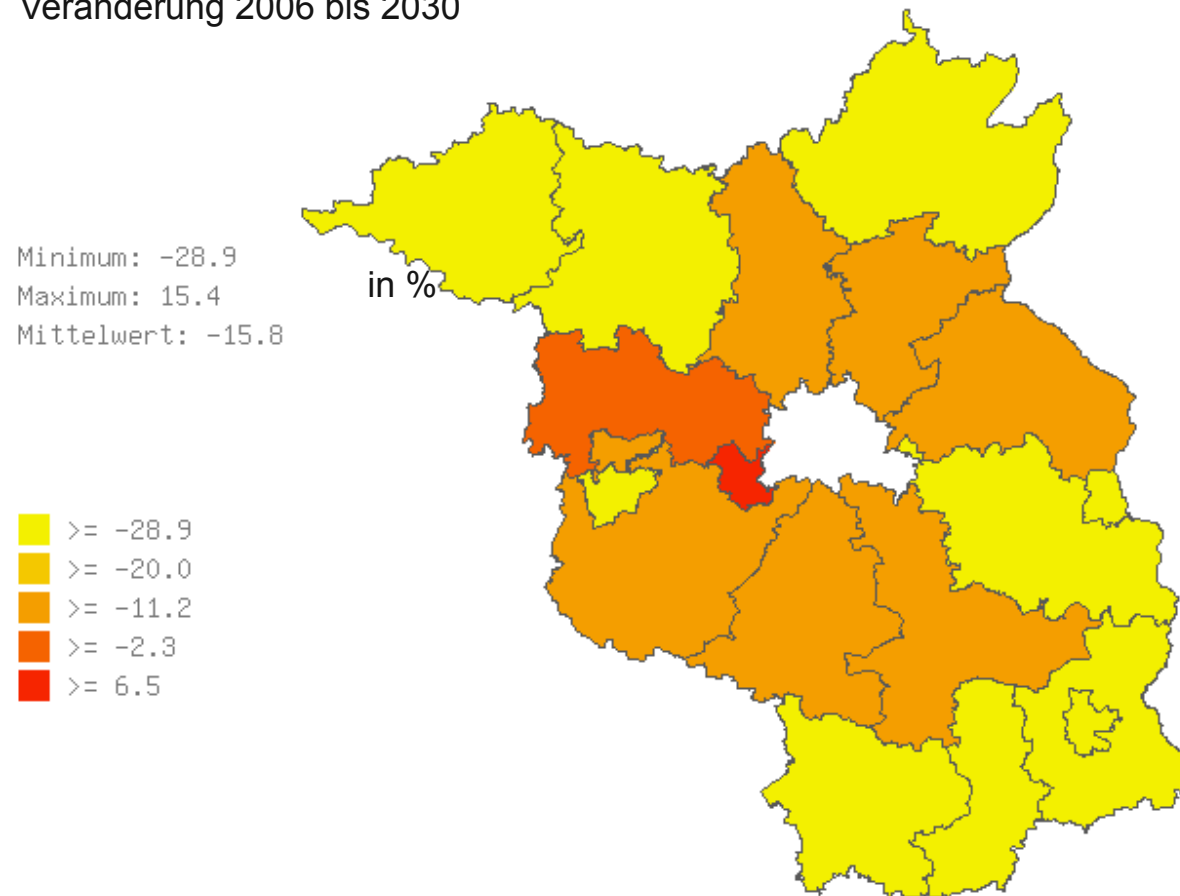 Veränderung 2006 bis 2030
in %
Minimum: -28.9
Maximum: 15.4
Mittelwert: -15.8
>= -28.9
>= -20.0
>= -11.2
>= -2.3
>= 6.5